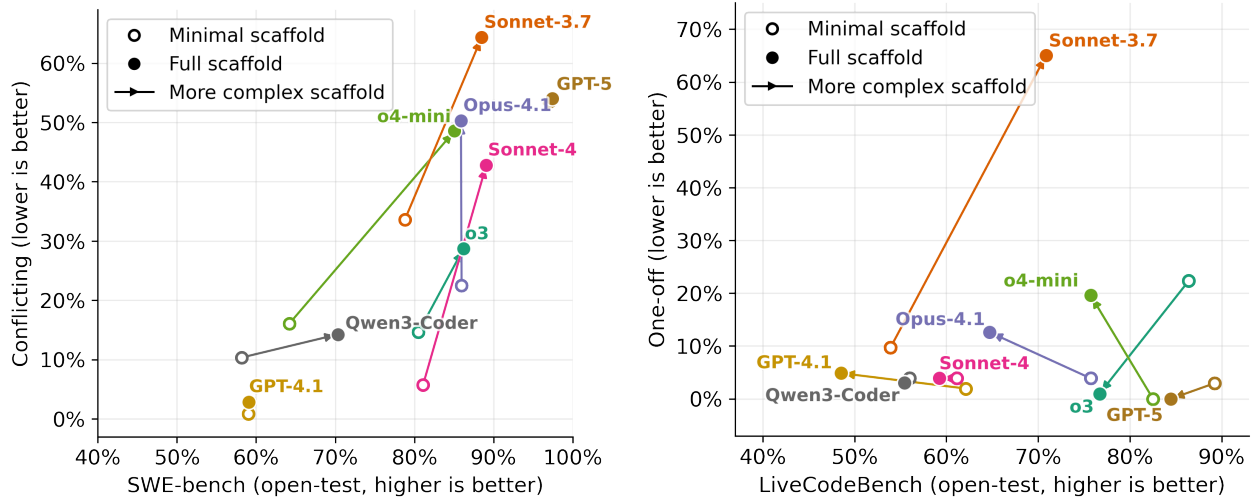 Conflicting (lower is better)
60%
50%
40%
30%
20%
10%
0%
Minimal scaffold
Full scaffold
More complex scaffold
Sonnet-3.7
GPT-5
Opus-4.1
o4-mini
Sonnet-4
o3
Qwen3-Coder
GPT-4.1
40%
50%
60%
70%
80%
90%
100%
SWE-bench (open-test, higher is better)
One-off (lower is better)
70%
60%
50%
40%
30%
20%
10%
0%
Minimal scaffold
Full scaffold
More complex scaffold
Sonnet-3.7
o4-mini
Opus-4.1
GPT-4.1
Sonnet-4
Qwen3-Coder
o3
GPT-5
40%
50%
60%
70%
80%
90%
LiveCodeBench (open-test, higher is better)